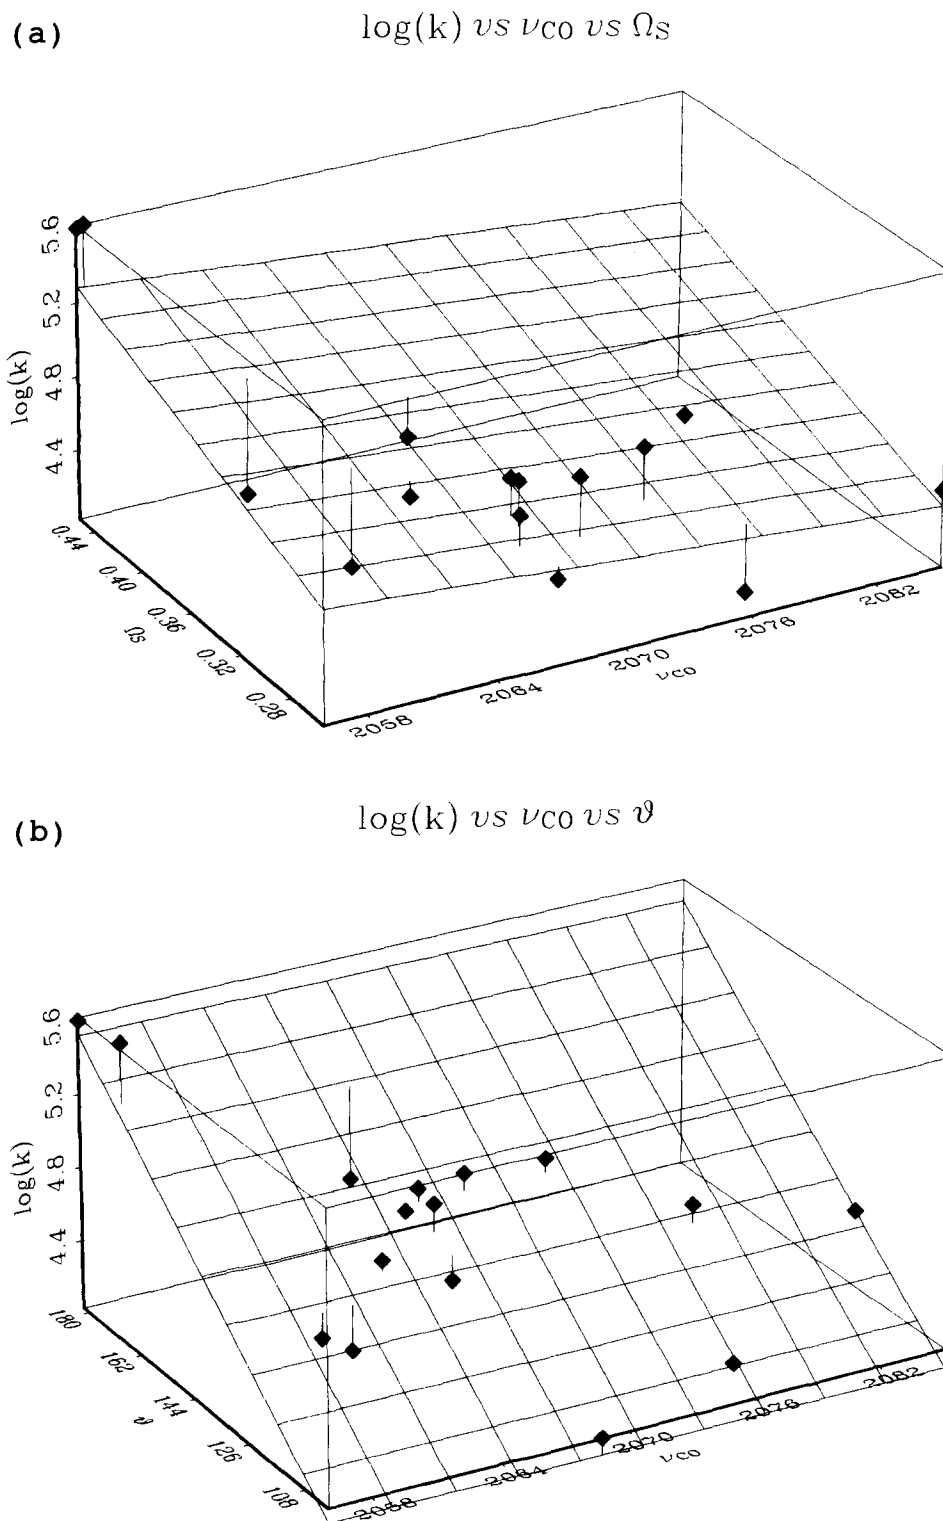 (a)
log(k) vs νCO vs ΩS
5.6
5.2
4.8
4.4
log(k)
0.44
0.40
0.36
0.32
0.28
ΩS
2058
2064
2070
2076
2082
νCO
(b)
log(k) vs νCO vs ϑ
5.6
5.2
4.8
4.4
log(k)
180
162
144
126
108
ϑ
2058
2064
2070
2076
2082
νCO